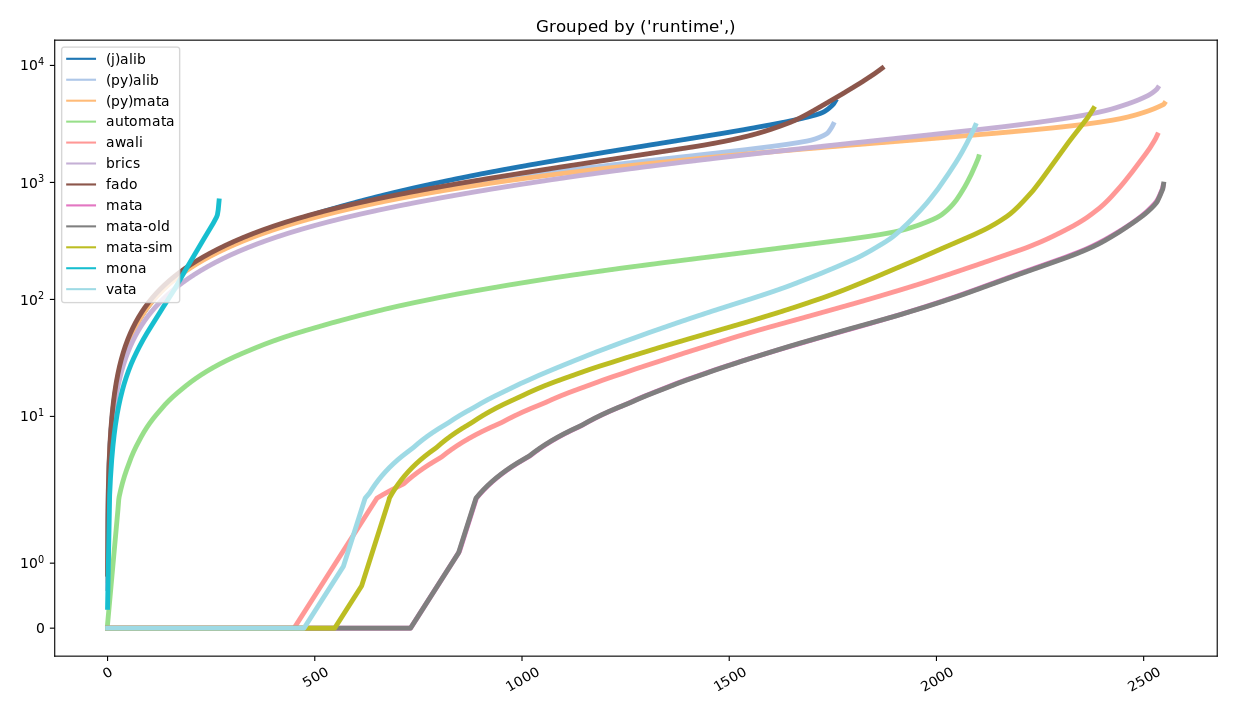 Grouped by ('runtime',)
10^4
10^3
10^2
10^1
10^0
0
(j)alib
(py)alib
(py)mata
automata
awali
brics
fado
mata
mata-old
mata-sim
mona
vata
0
500
1000
1500
2000
2500